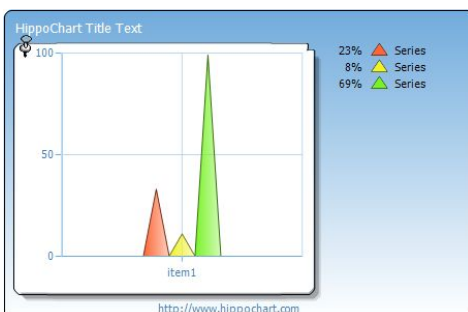 HippoChart Title Text
100
50
0
item1
23% Series
8% Series
69% Series
http://www.hippochart.com